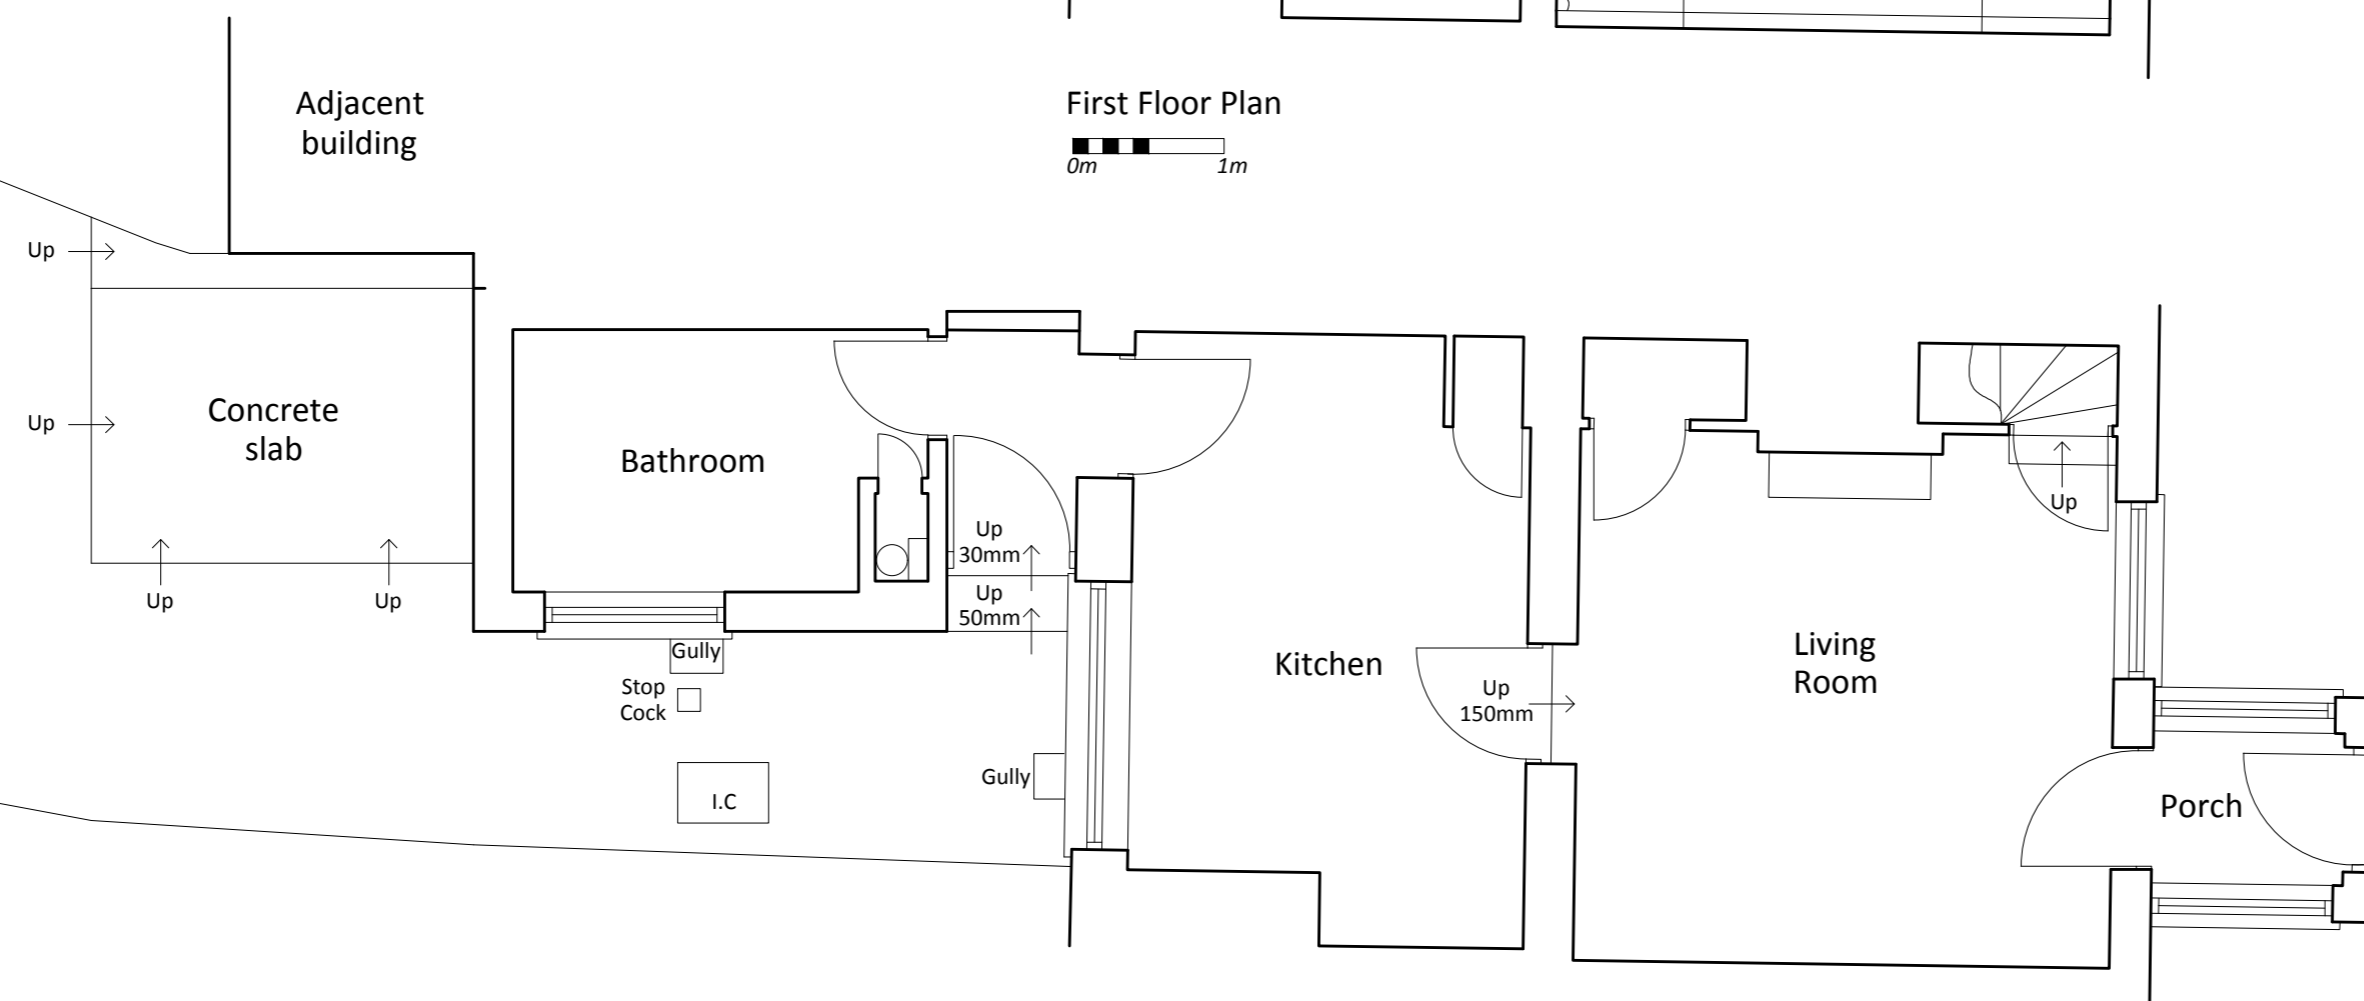 Adjacent
building
First Floor Plan
0m
1m
Up
Up
Concrete
slab
Up
Up
Bathroom
Up
30mm
Up
50mm
Gully
Stop
Cock
I.C
Gully
Kitchen
Up
150mm
Living
Room
Up
Porch